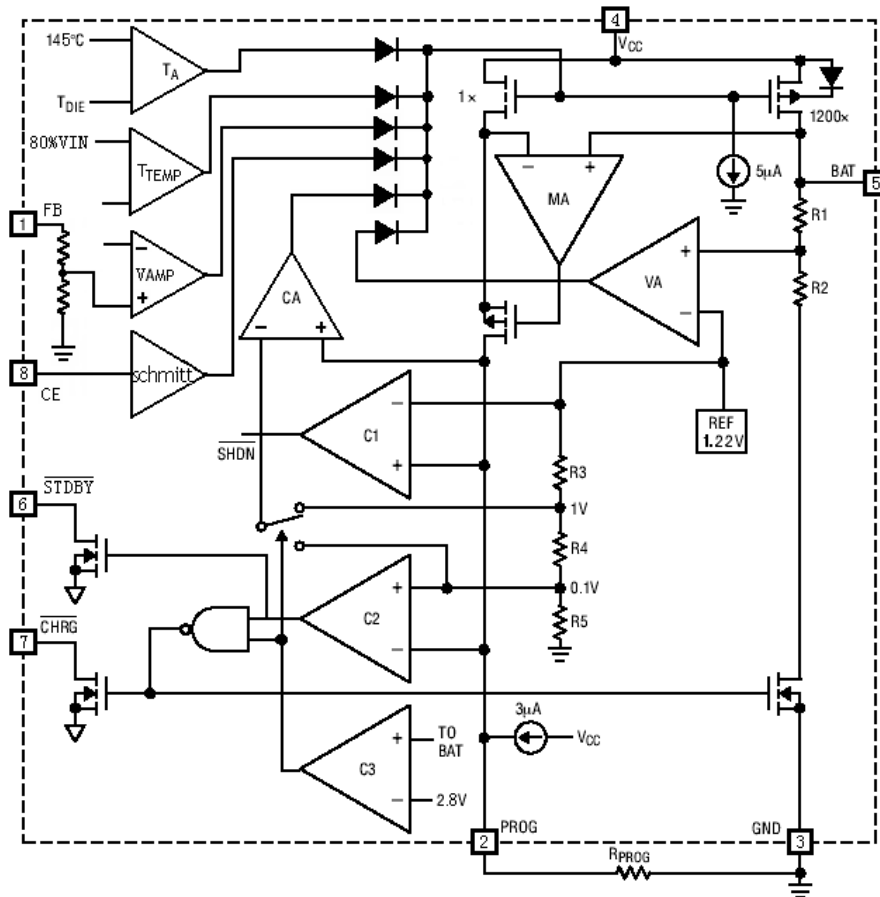 4
145°C
TA
VCC
TDIE
1×
1200×
80%VIN
TTEMP
5µA
BAT
5
MA
1
FB
R1
−
+
−
VAMP
+
+
VA
−
R2
CA
−
+
8
CE
schmitt
−
C1
+
SHDN
REF
1.22V
R3
6
STDBY
1V
R4
+
C2
−
0.1V
R5
7
CHRG
3µA
VCC
+
C3
−
TO
BAT
2.8V
2
PROG
GND
3
RPROG